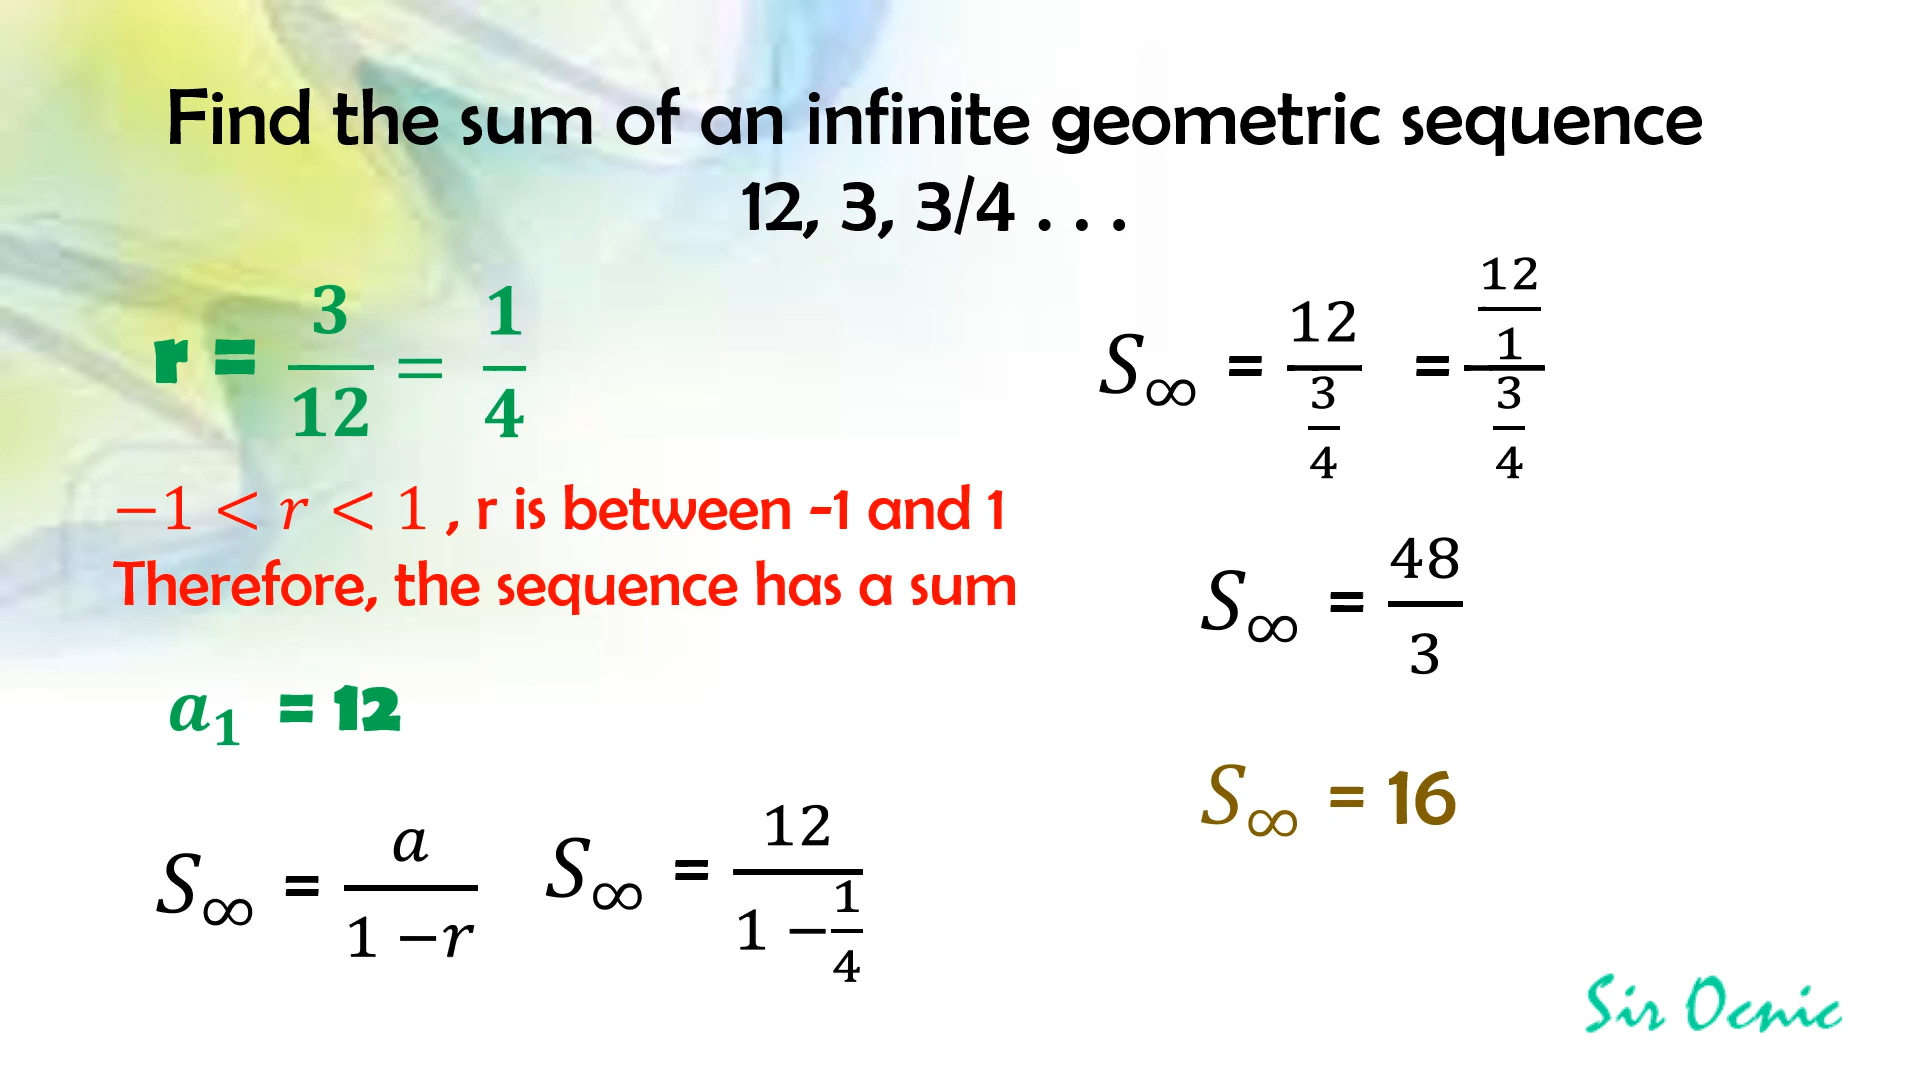 Find the sum of an infinite geometric sequence
12, 3, 3/4 . . .
r = 3/12 = 1/4
−1 < r < 1 , r is between -1 and 1
Therefore, the sequence has a sum
a₁ = 12
S∞ = a/(1 −r)
S∞ = 12/(1 −1/4)
S∞ = 12/(3/4) = (12/1)/(3/4)
S∞ = 48/3
S∞ = 16
Sir Ocnic